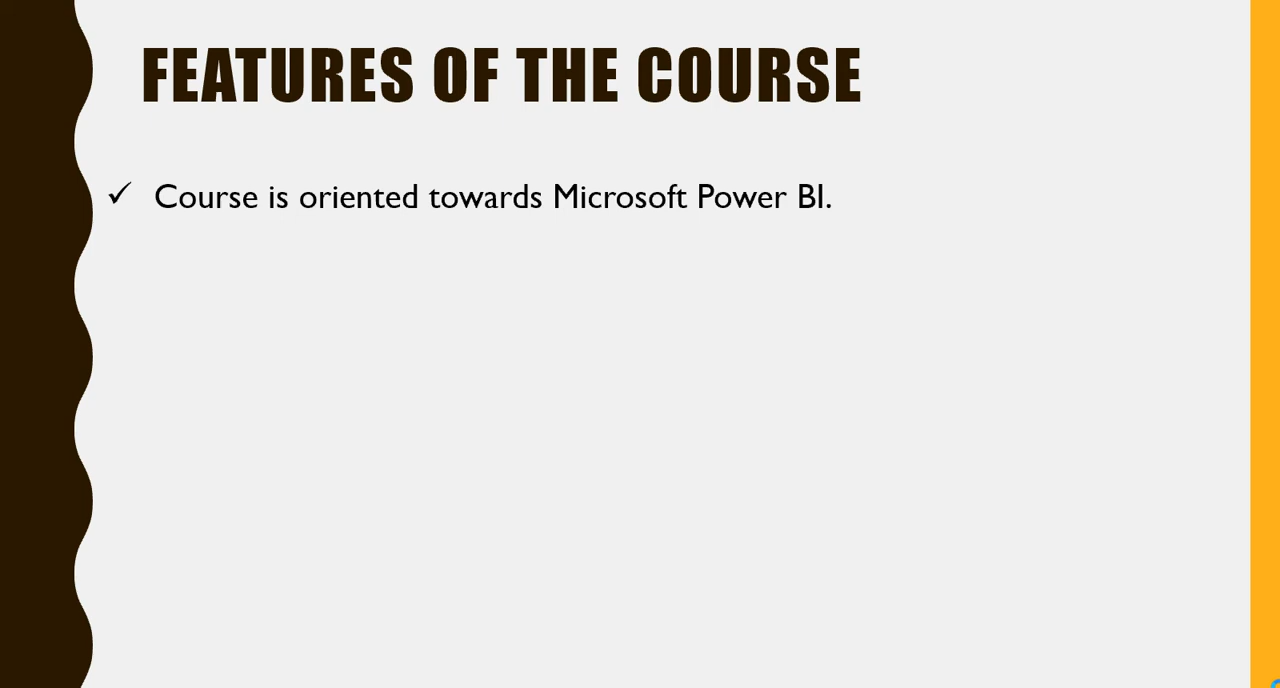 FEATURES OF THE COURSE
✓ Course is oriented towards Microsoft Power BI.